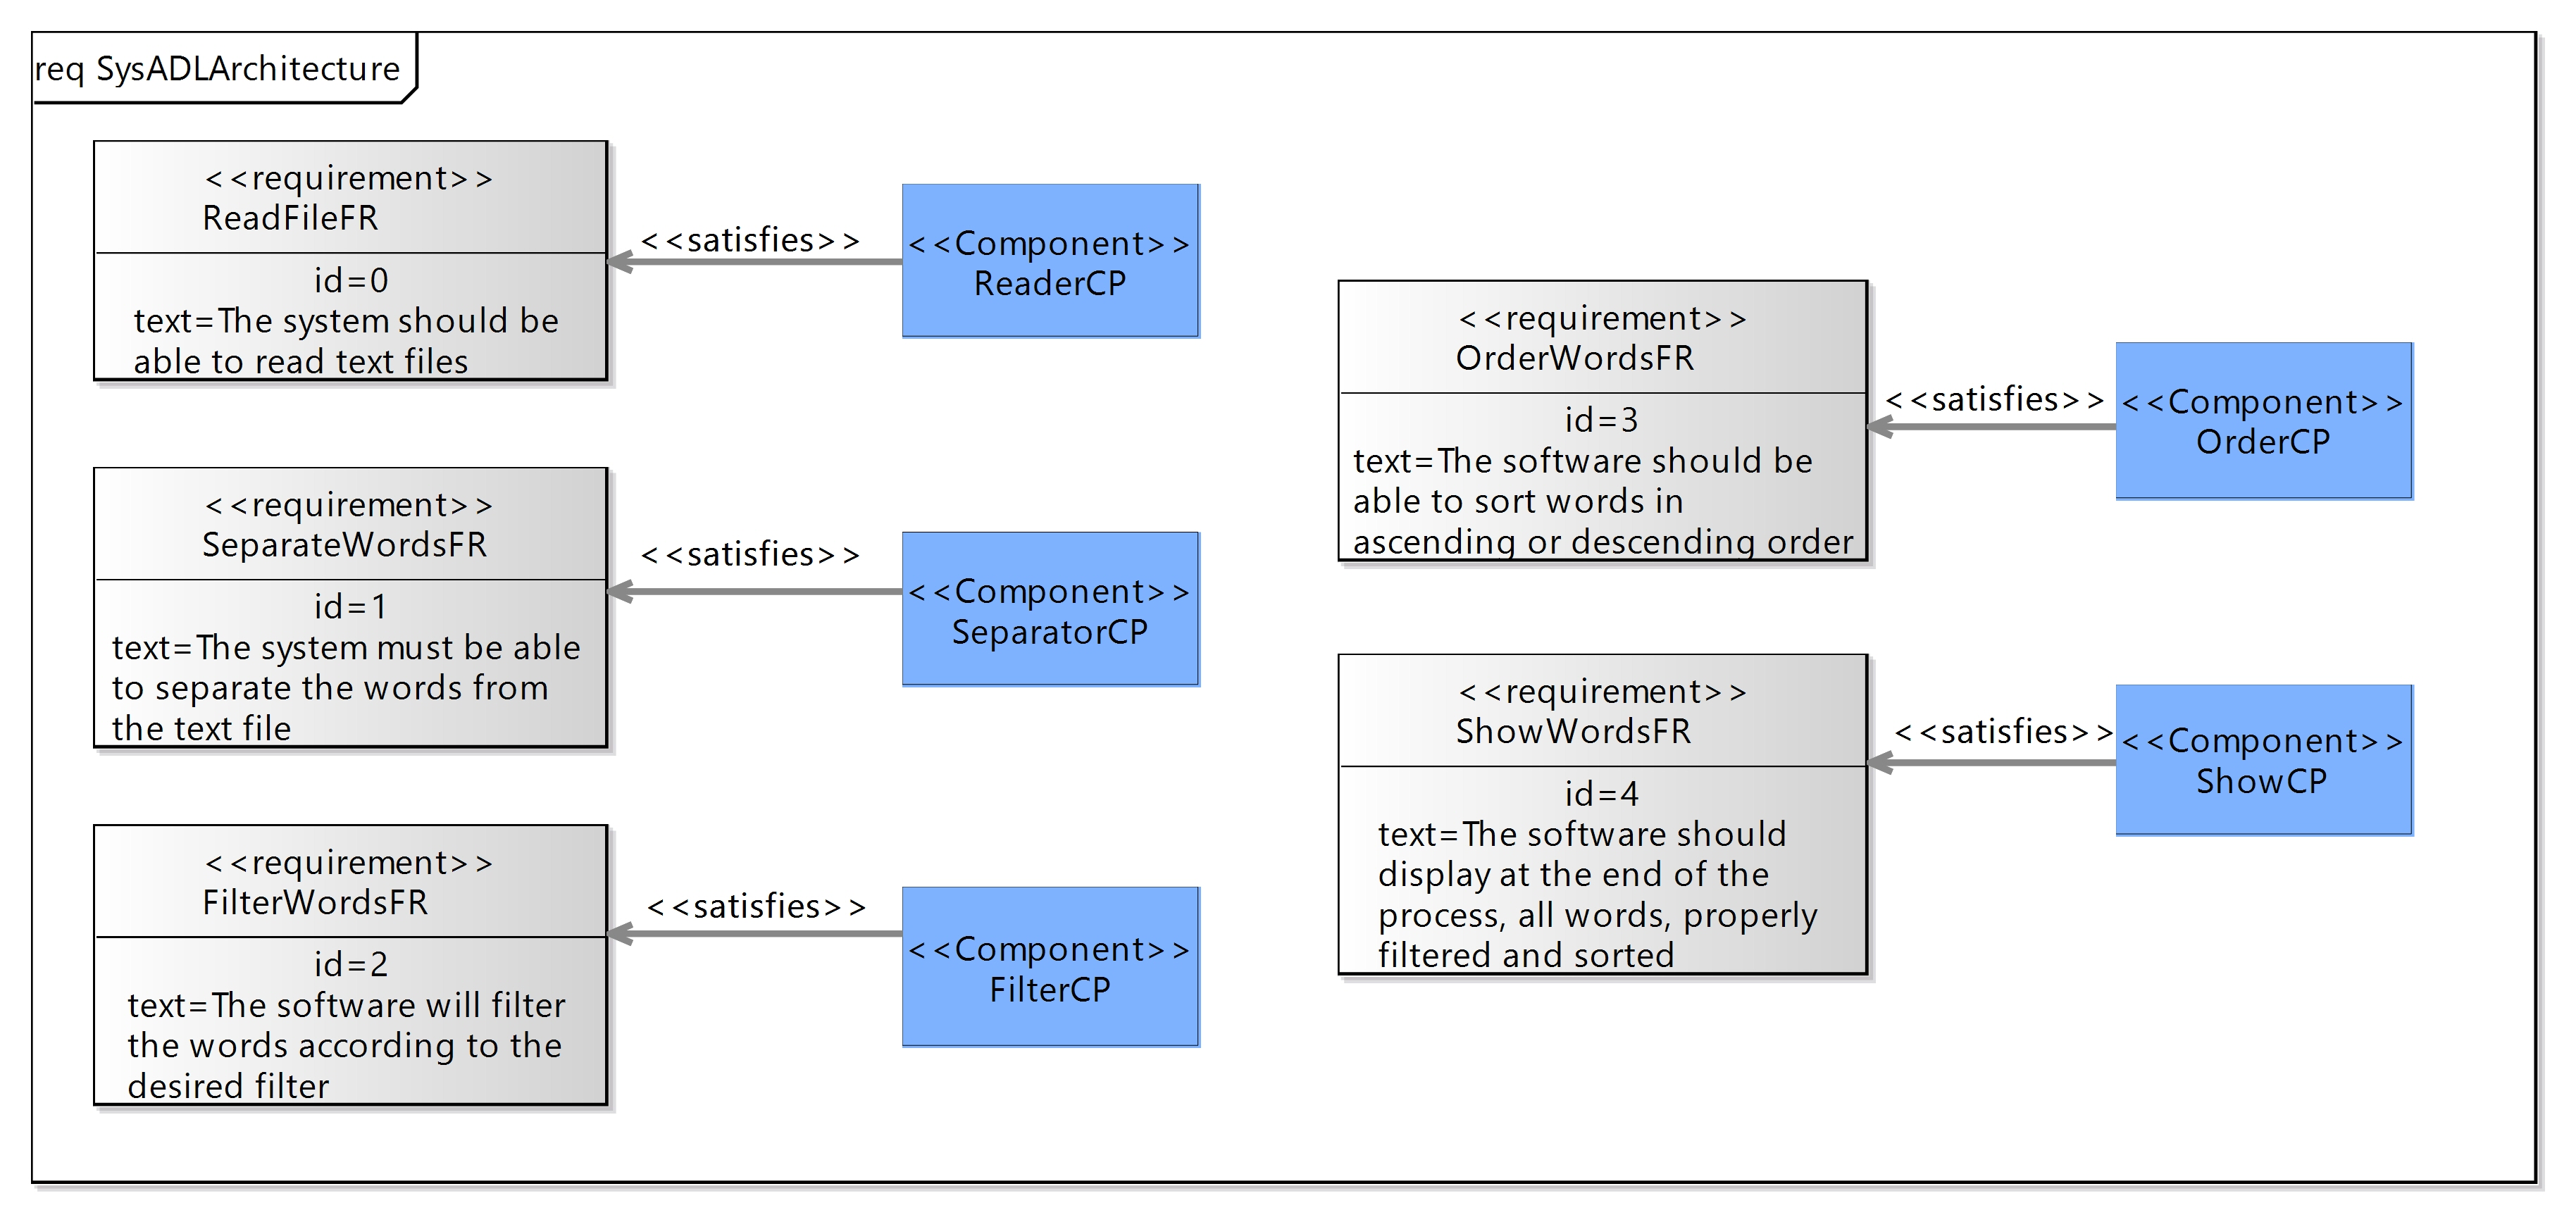 req SysADLArchitecture
<<requirement>>
ReadFileFR
id=0
text=The system should be
able to read text files
<<satisfies>>
<<Component>>
ReaderCP
<<requirement>>
SeparateWordsFR
id=1
text=The system must be able
to separate the words from
the text file
<<satisfies>>
<<Component>>
SeparatorCP
<<requirement>>
FilterWordsFR
id=2
text=The software will filter
the words according to the
desired filter
<<satisfies>>
<<Component>>
FilterCP
<<requirement>>
OrderWordsFR
id=3
text=The software should be
able to sort words in
ascending or descending order
<<satisfies>>
<<Component>>
OrderCP
<<requirement>>
ShowWordsFR
id=4
text=The software should
display at the end of the
process, all words, properly
filtered and sorted
<<satisfies>>
<<Component>>
ShowCP